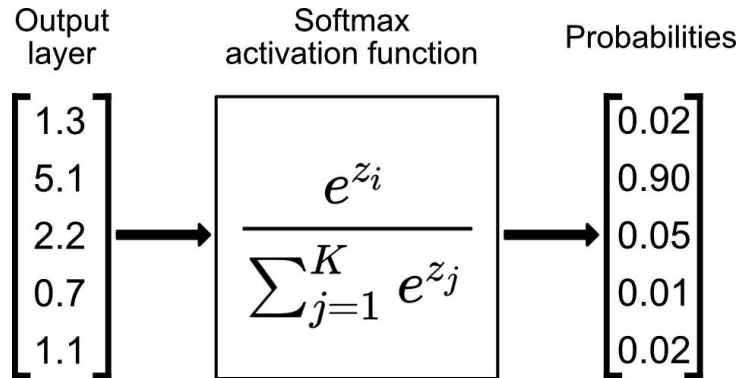 Output
layer
Softmax
activation function
Probabilities
1.3
5.1
2.2
0.7
1.1
e^{z_i}
∑_{j=1}^{K} e^{z_j}
0.02
0.90
0.05
0.01
0.02